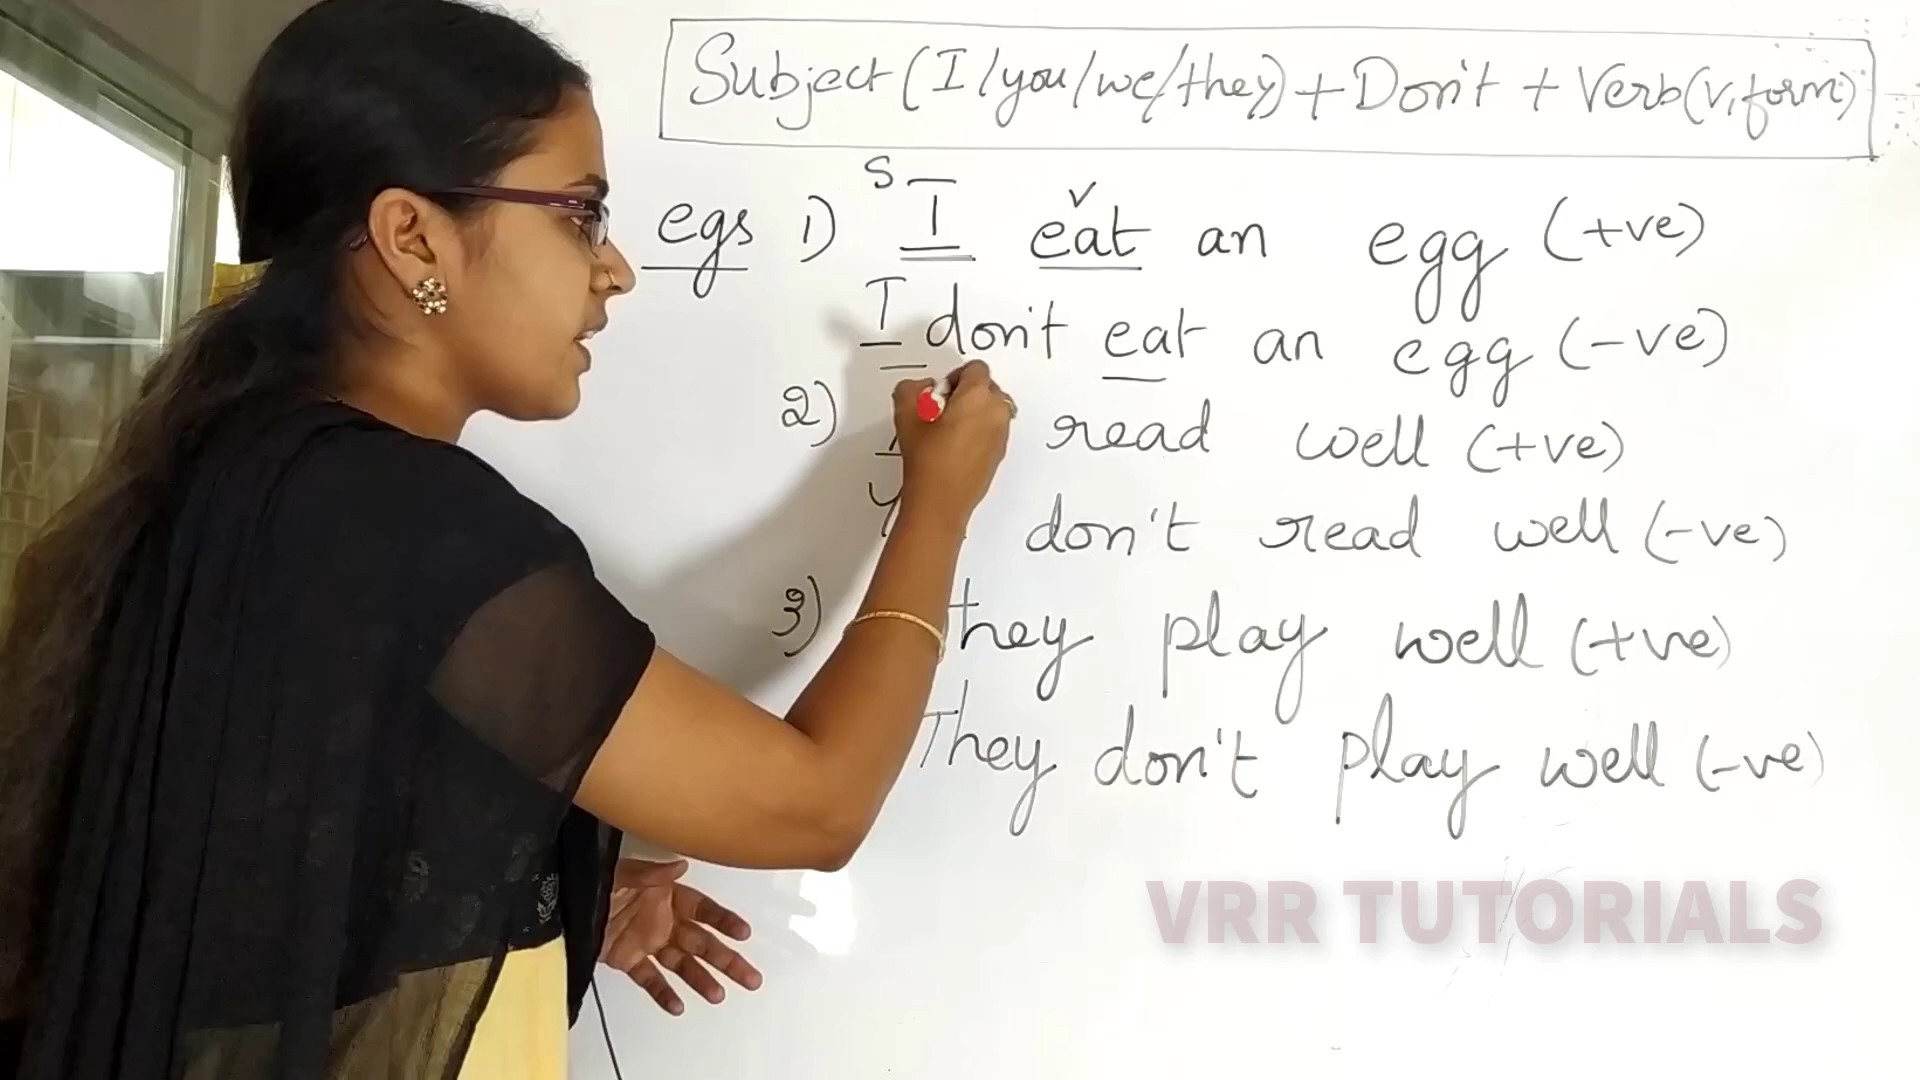 Subject (I/you/we/they) + Don't + Verb (V₁ form)
egs 1) S I v eat an egg (+ve)
I don't eat an egg (-ve)
2) read well (+ve)
don't read well (-ve)
3) They play well (+ve)
They don't play well (-ve)
VRR TUTORIALS